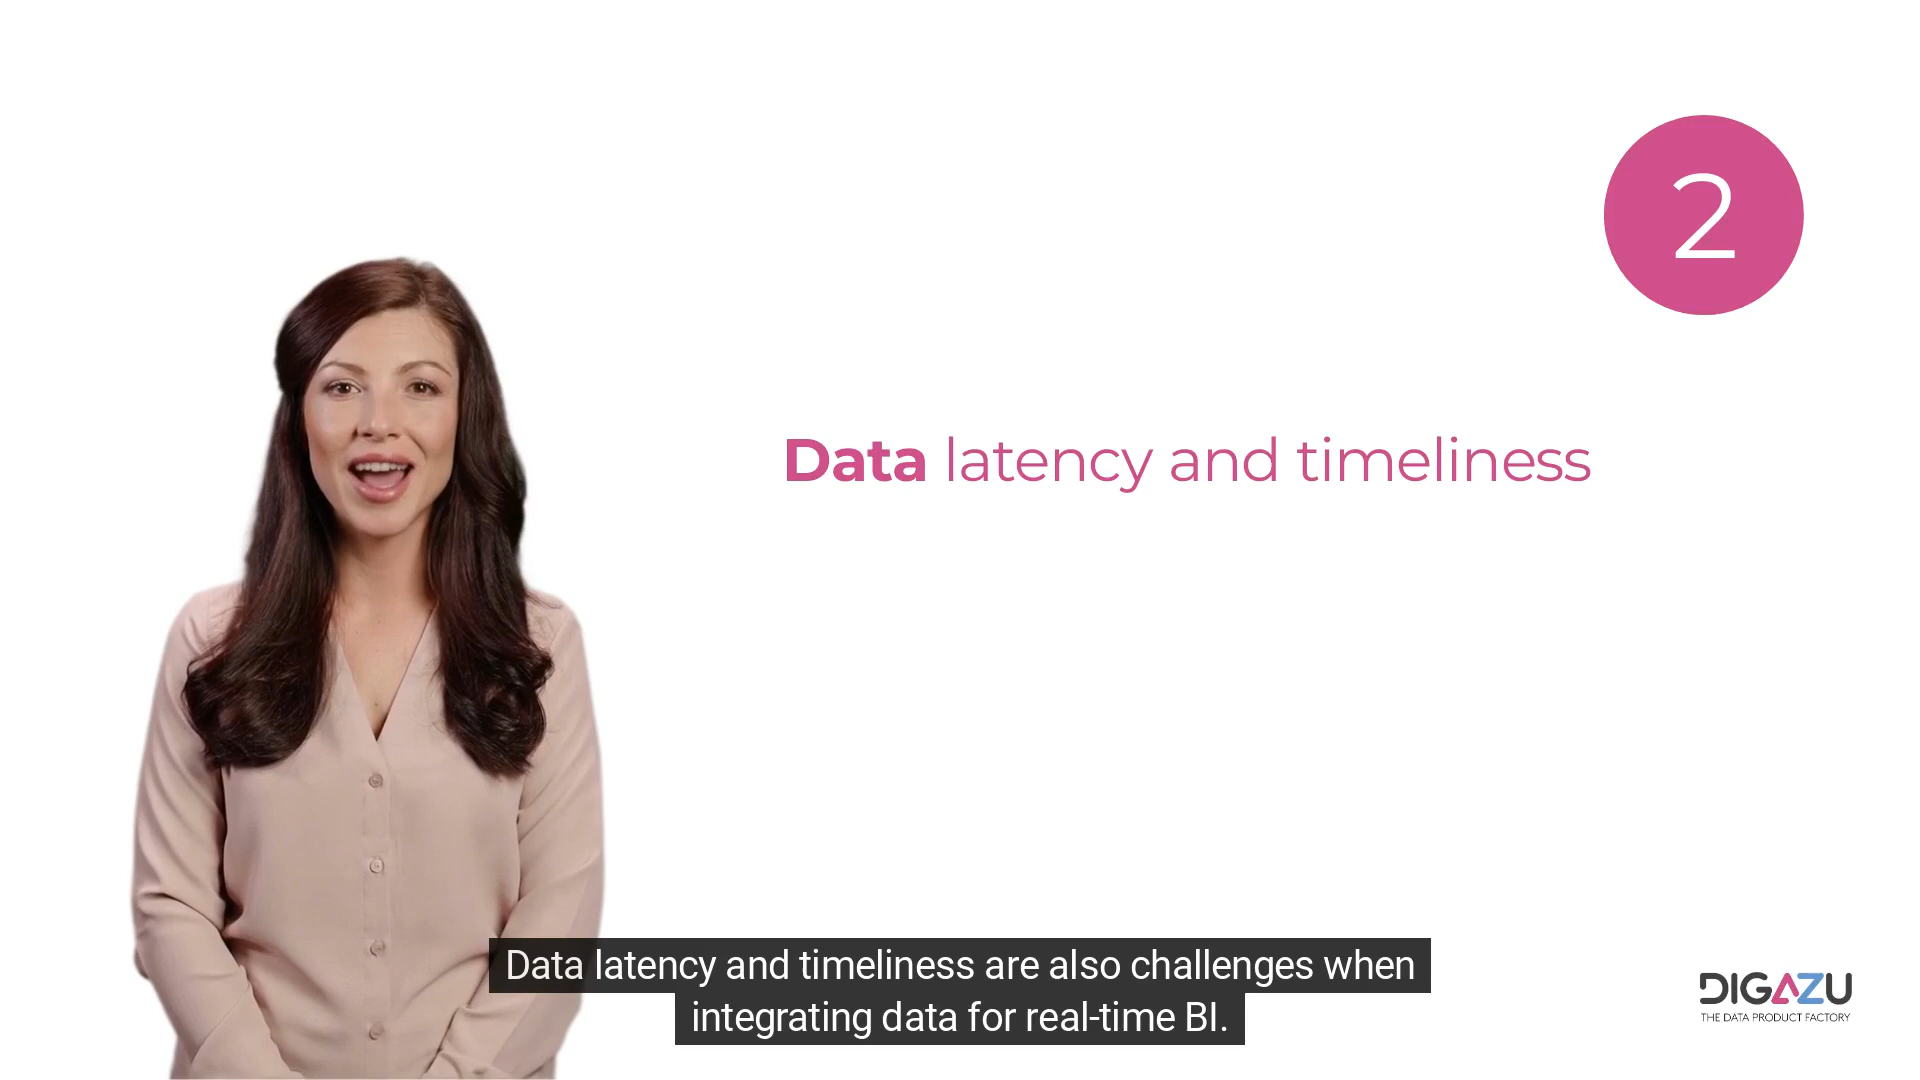 2
Data latency and timeliness
Data latency and timeliness are also challenges when
integrating data for real-time BI.
DIGAZU
THE DATA PRODUCT FACTORY